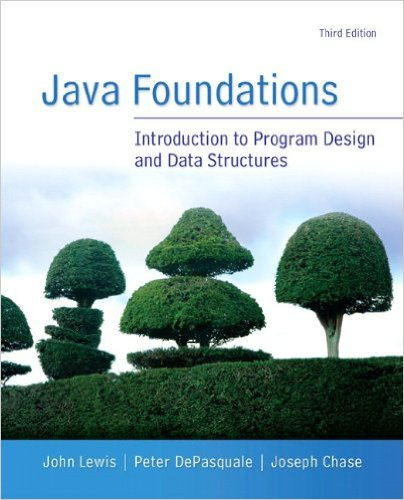 Third Edition
Java Foundations
Introduction to Program Design
and Data Structures
John Lewis | Peter DePasquale | Joseph Chase